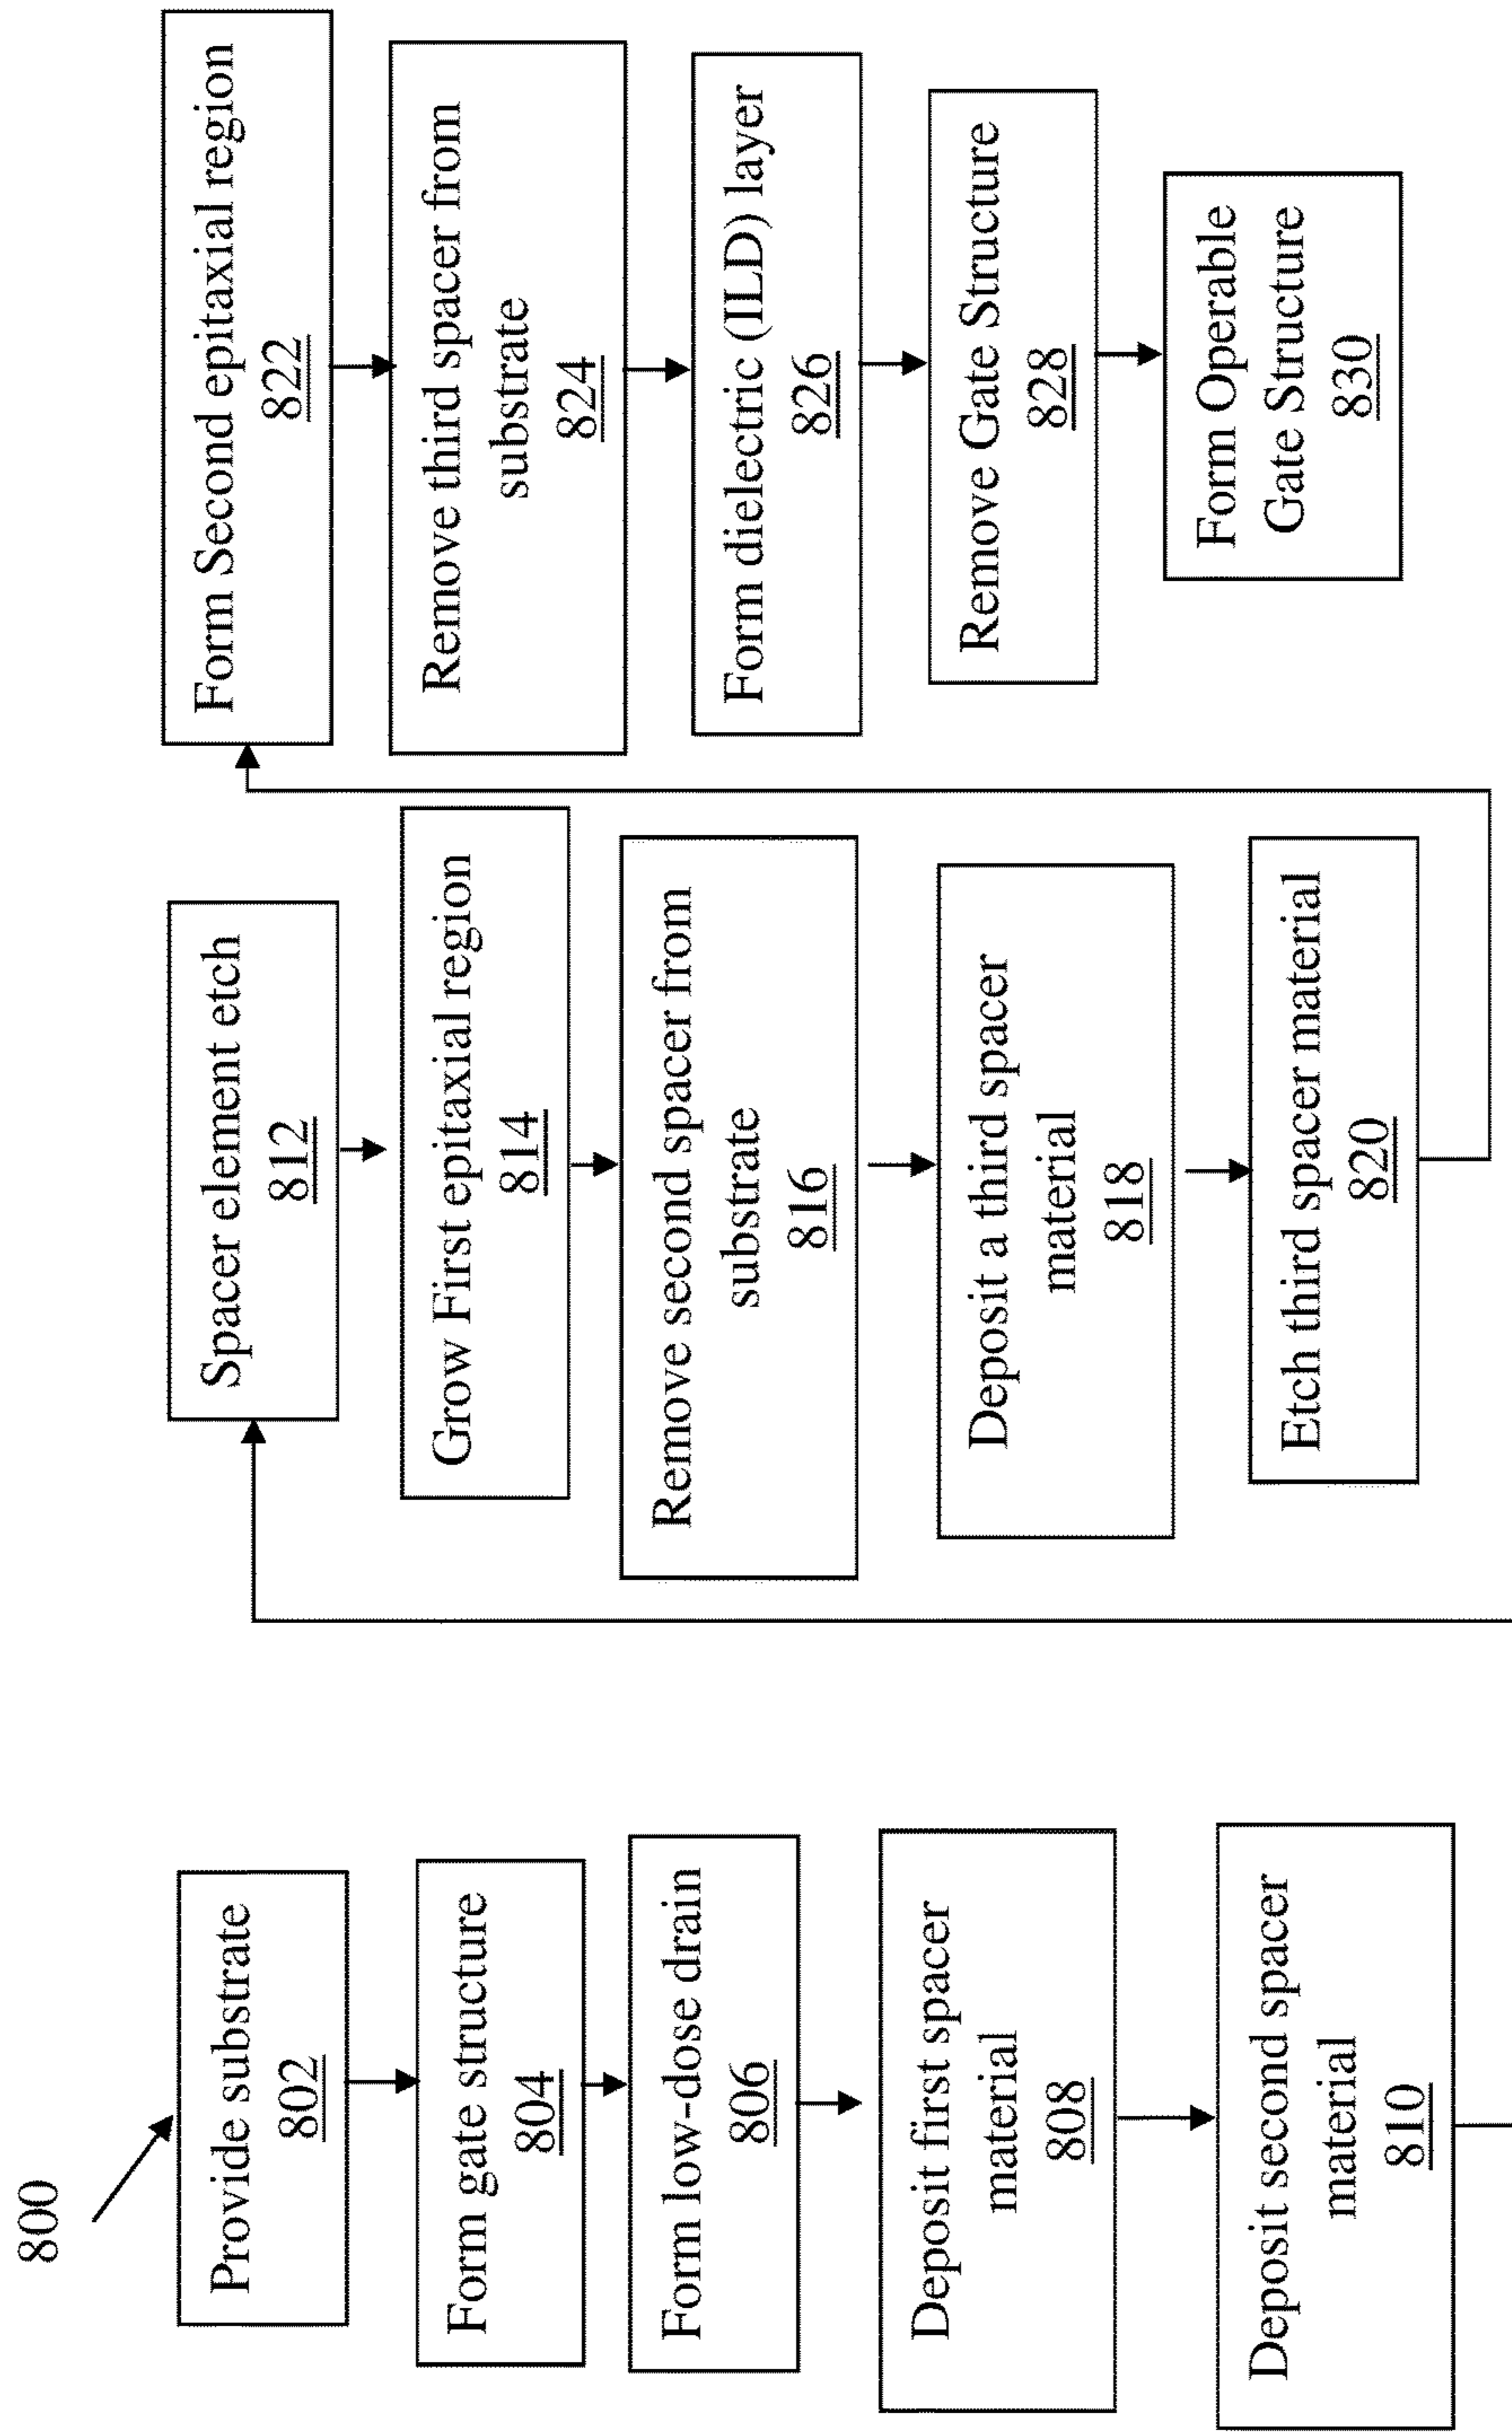 800
Provide substrate
802
Form gate structure
804
Form low-dose drain
806
Deposit first spacer
material
808
Deposit second spacer
material
810
Spacer element etch
812
Grow First epitaxial region
814
Remove second spacer from
substrate
816
Deposit a third spacer
material
818
Etch third spacer material
820
Form Second epitaxial region
822
Remove third spacer from
substrate
824
Form dielectric (ILD) layer
826
Remove Gate Structure
828
Form Operable
Gate Structure
830